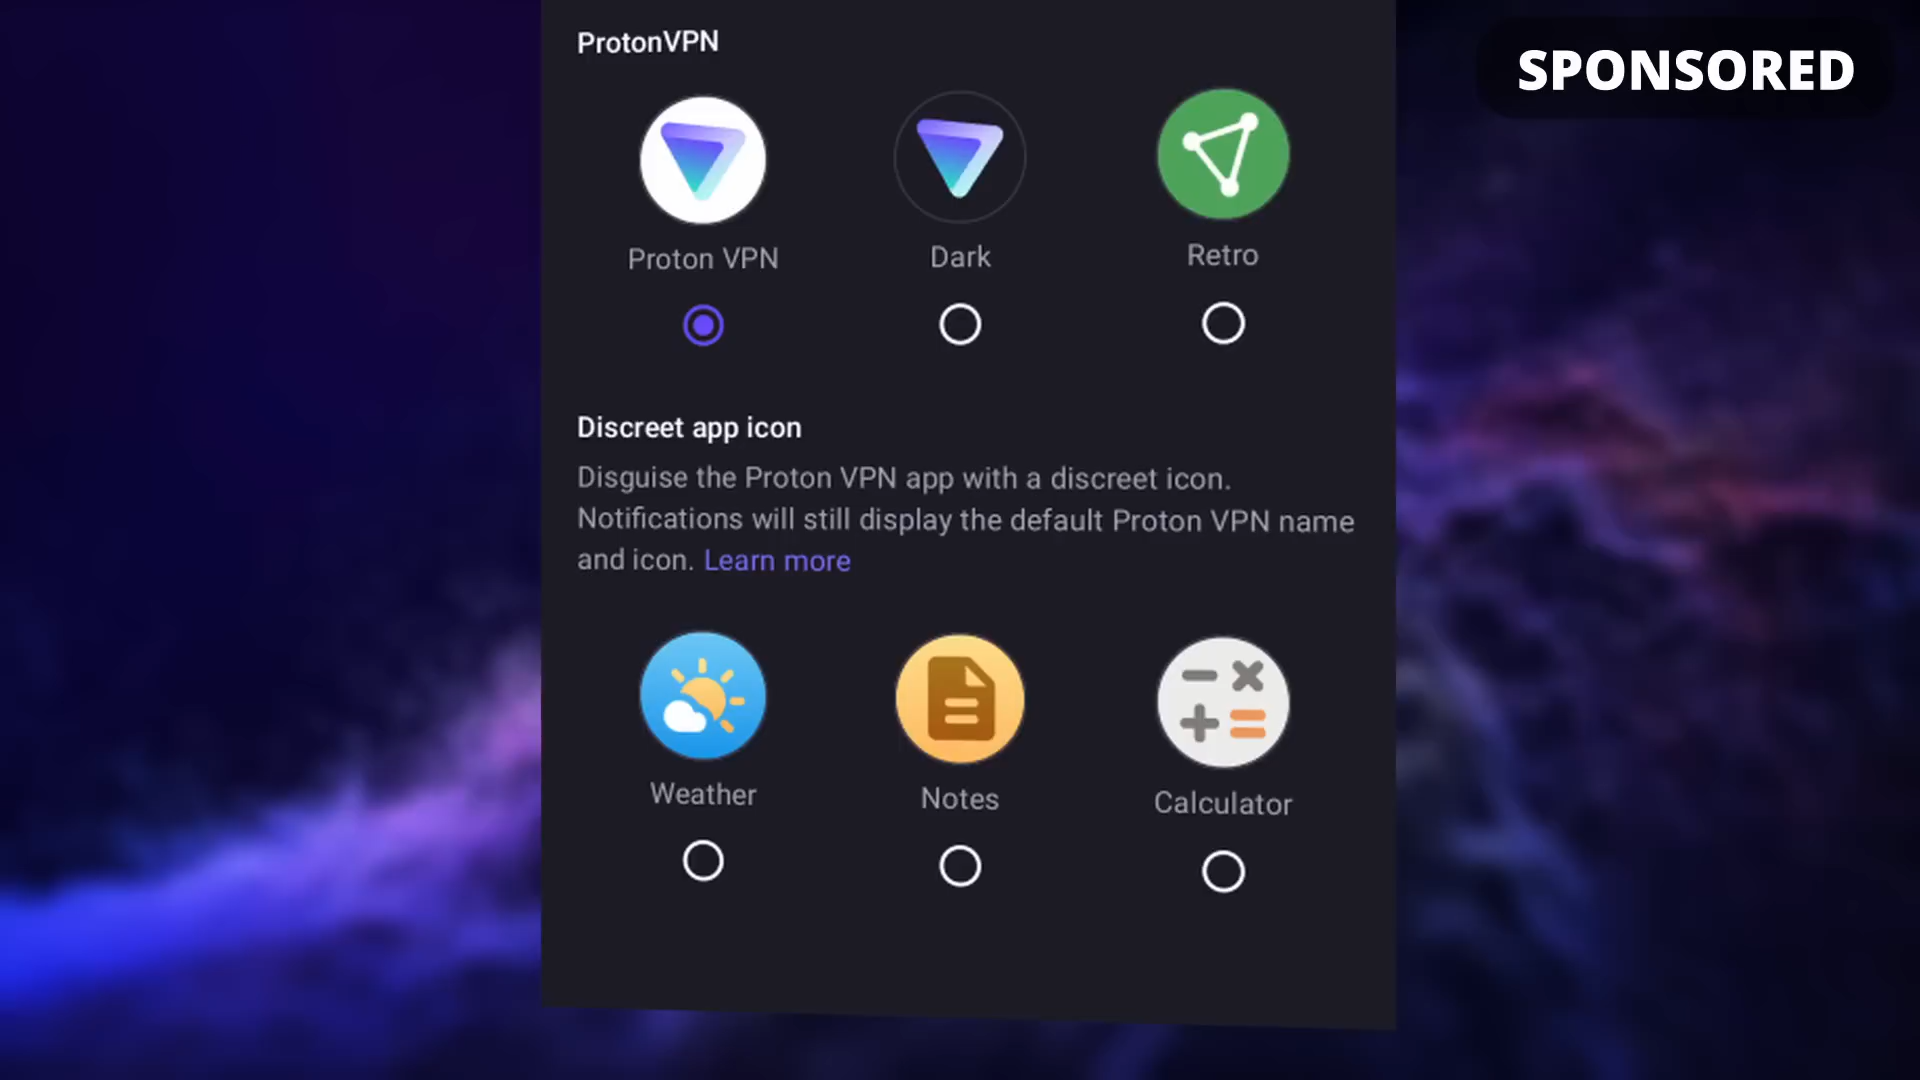 SPONSORED
ProtonVPN
Proton VPN
Dark
Retro
Discreet app icon
Disguise the Proton VPN app with a discreet icon.
Notifications will still display the default Proton VPN name
and icon. Learn more
Weather
Notes
Calculator